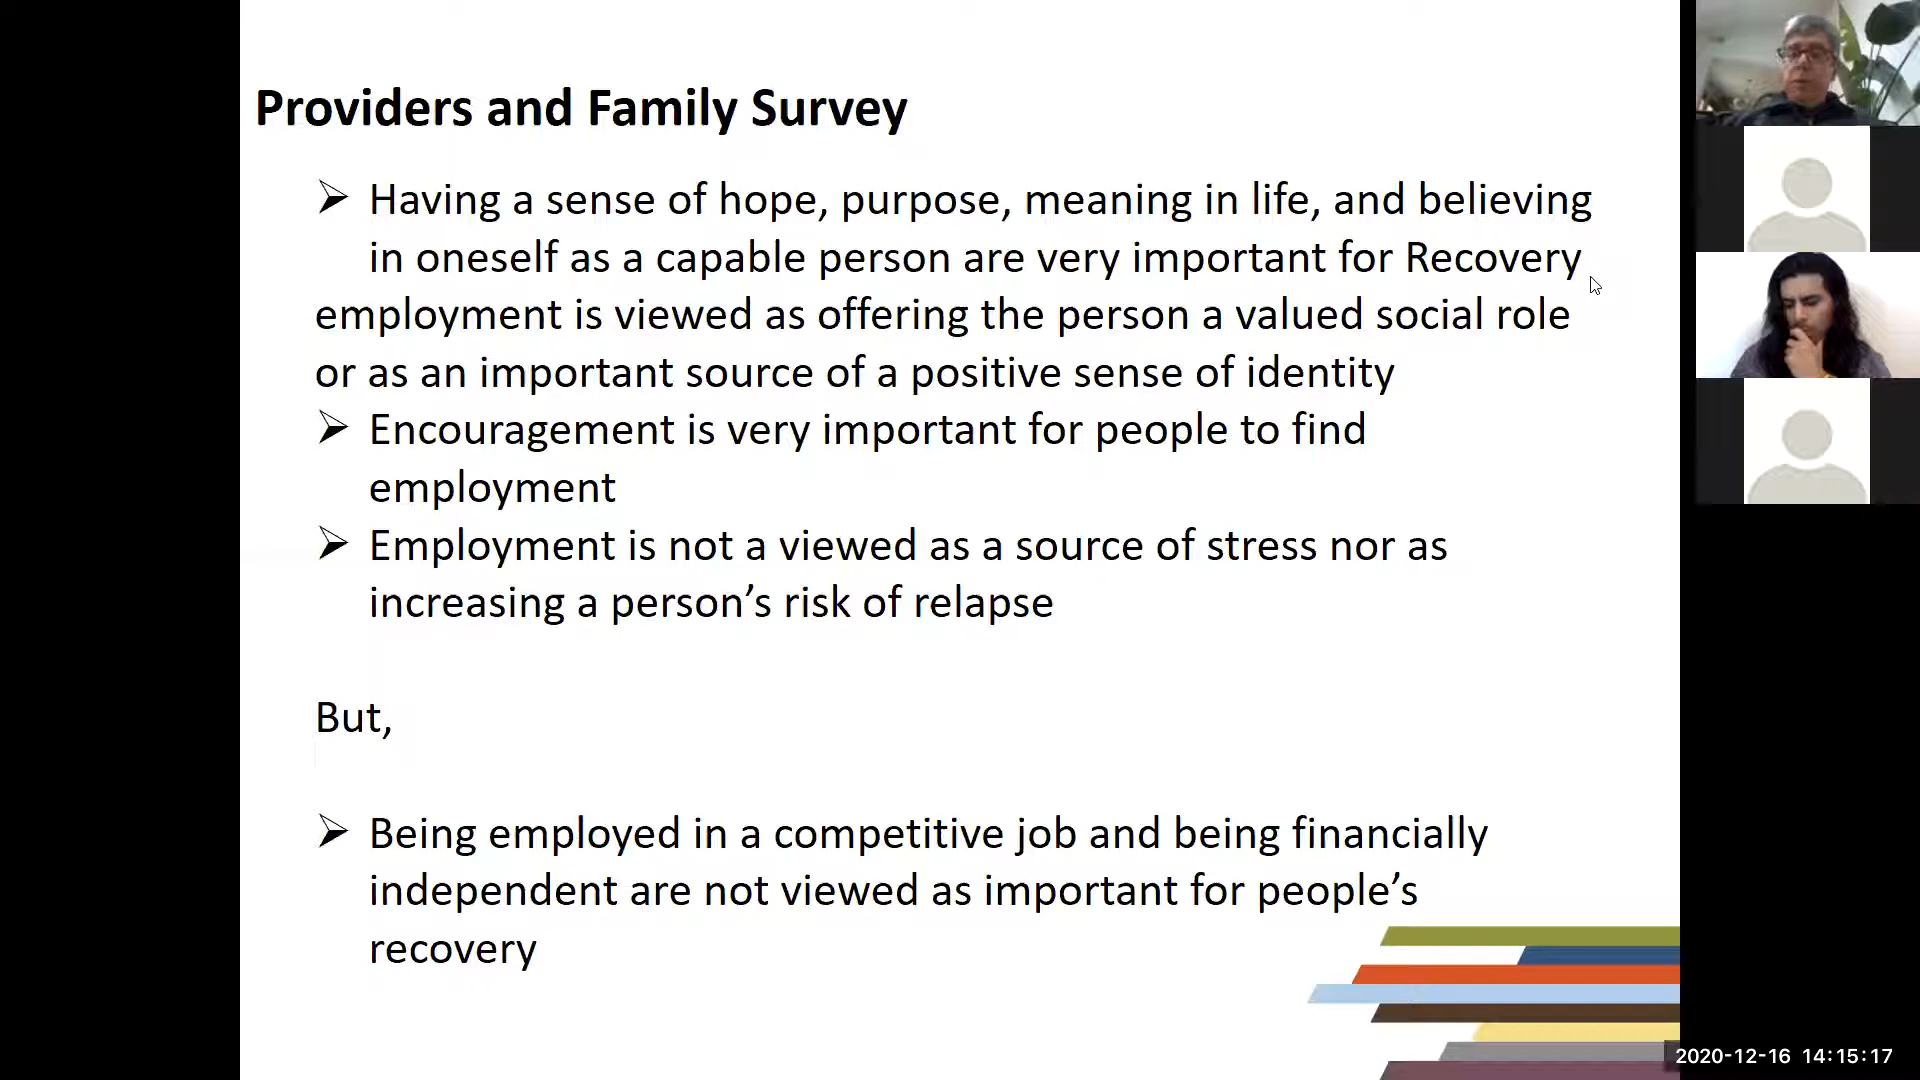 Providers and Family Survey
➢ Having a sense of hope, purpose, meaning in life, and believing
in oneself as a capable person are very important for Recovery
employment is viewed as offering the person a valued social role
or as an important source of a positive sense of identity
➢ Encouragement is very important for people to find
employment
➢ Employment is not a viewed as a source of stress nor as
increasing a person’s risk of relapse
But,
➢ Being employed in a competitive job and being financially
independent are not viewed as important for people’s
recovery
2020-12-16 14:15:17